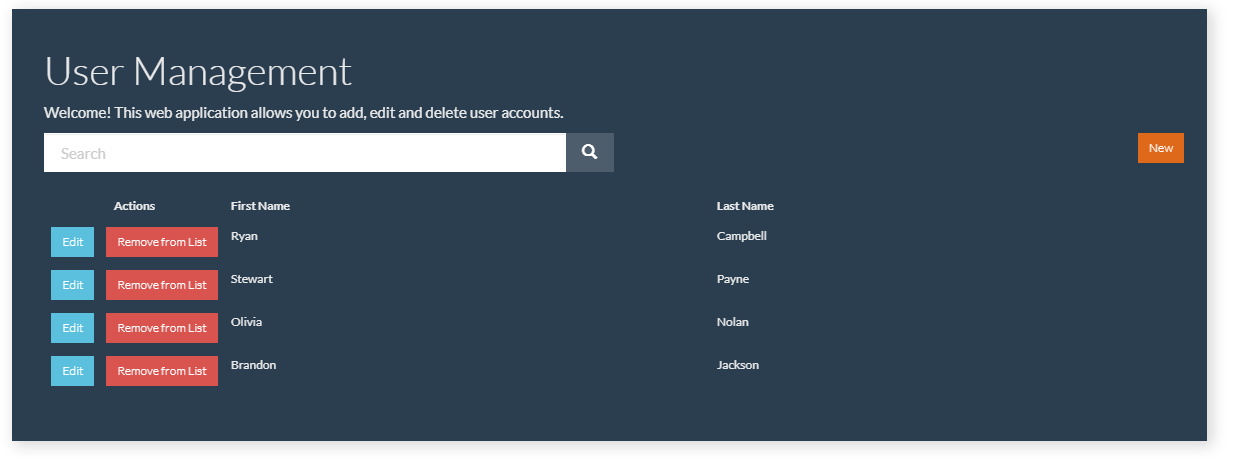 User Management
Welcome! This web application allows you to add, edit and delete user accounts.
Search
New
Actions First Name Last Name
Edit Remove from List Ryan Campbell
Edit Remove from List Stewart Payne
Edit Remove from List Olivia Nolan
Edit Remove from List Brandon Jackson